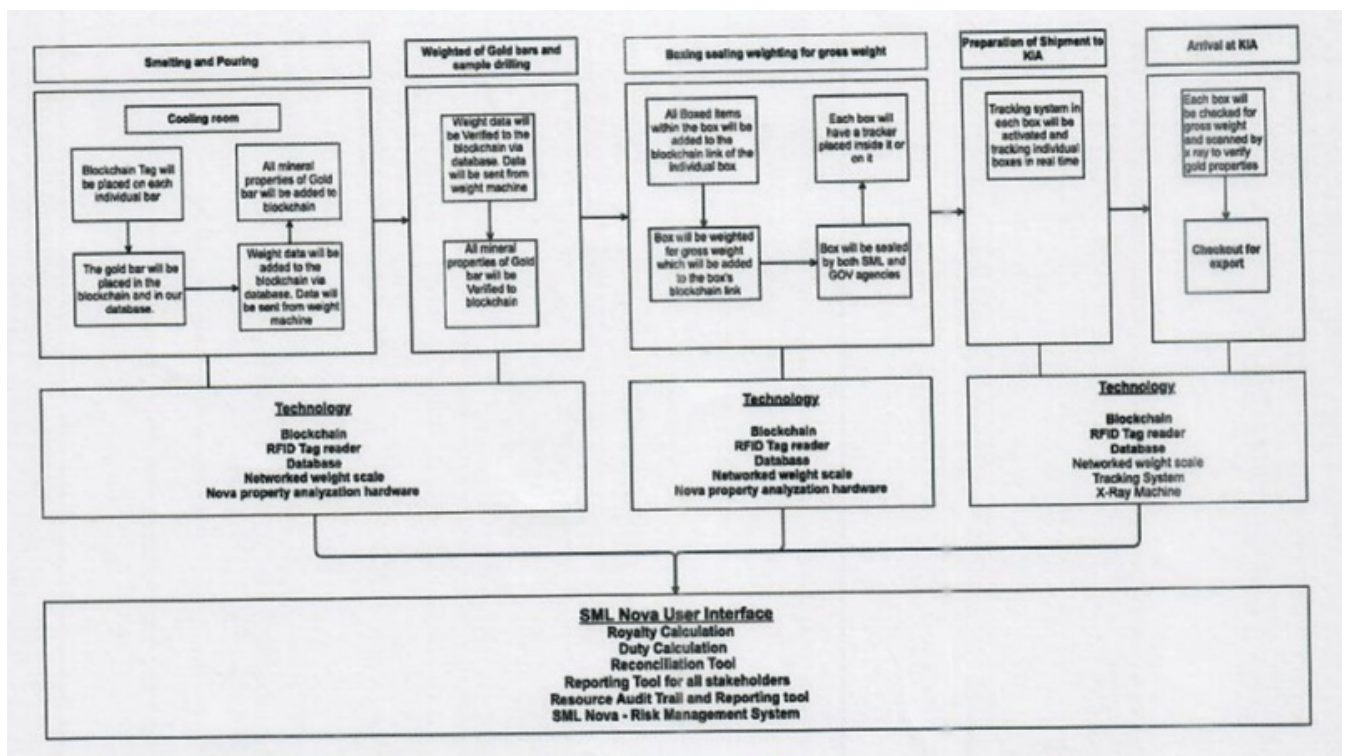 Smelting and Pouring
Cooling room
Blockchain Tag will
be placed on each
individual bar
The gold bar will be
placed in the
blockchain and in our
database.
Weight data will be
added to the
blockchain via
database. Data will
be sent from weight
machine
All mineral
properties of Gold
bar will be added to
blockchain
Weighted of Gold bars and
sample drilling
Weight data will
be Verified to the
blockchain via
database. Data
will be sent from
weight machine
All mineral
properties of Gold
bar will be
Verified to
blockchain
Boxing sealing weighting for gross weight
All Boxed Items
within the box will be
added to the
blockchain link of the
individual box
Box will be weighted
for gross weight
which will be added
to the box's
blockchain link
Box will be sealed
by both SML and
GOV agencies
Each box will
have a tracker
placed inside it or
on it
Preparation of Shipment to
KIA
Tracking system in
each box will be
activated and
tracking individual
boxes in real time
Arrival at KIA
Each box will
be checked for
gross weight
and scanned by
x ray to verify
gold properties
Checkout for
export
Technology
Blockchain
RFID Tag reader
Database
Networked weight scale
Nova property analyzation hardware
Technology
Blockchain
RFID Tag reader
Database
Networked weight scale
Nova property analyzation hardware
Technology
Blockchain
RFID Tag reader
Database
Networked weight scale
Tracking System
X-Ray Machine
SML Nova User Interface
Royalty Calculation
Duty Calculation
Reconciliation Tool
Reporting Tool for all stakeholders
Resource Audit Trail and Reporting tool
SML Nova - Risk Management System